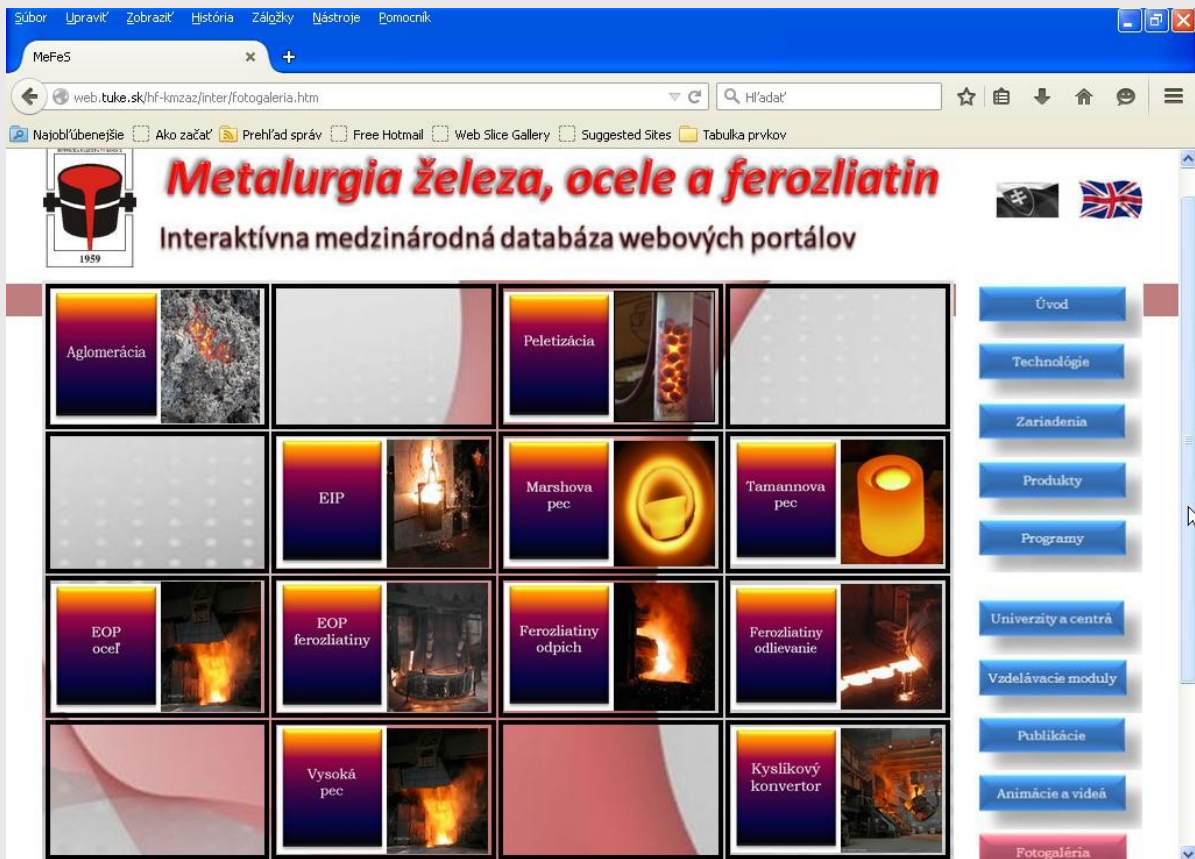 Súbor Upraviť Zobraziť História Záložky Nástroje Pomocník
MeFeS
web.tuke.sk/hf-kmzaz/inter/fotogaleria.htm
Hľadať
Najobľúbenejšie Ako začať Prehľad správ Free Hotmail Web Slice Gallery Suggested Sites Tabulka prvkov
Metalurgia železa, ocele a ferozliatin
Interaktívna medzinárodná databáza webových portálov
1959
Aglomerácia
Peletizácia
EIP
Marshova
pec
Tamannova
pec
EOP
oceľ
EOP
ferozliatiny
Ferozliatiny
odpich
Ferozliatiny
odlievanie
Vysoká
pec
Kyslíkový
konvertor
Úvod
Technológie
Zariadenia
Produkty
Programy
Univerzity a centrá
Vzdelávacie moduly
Publikácie
Animácie a videá
Fotogaléria